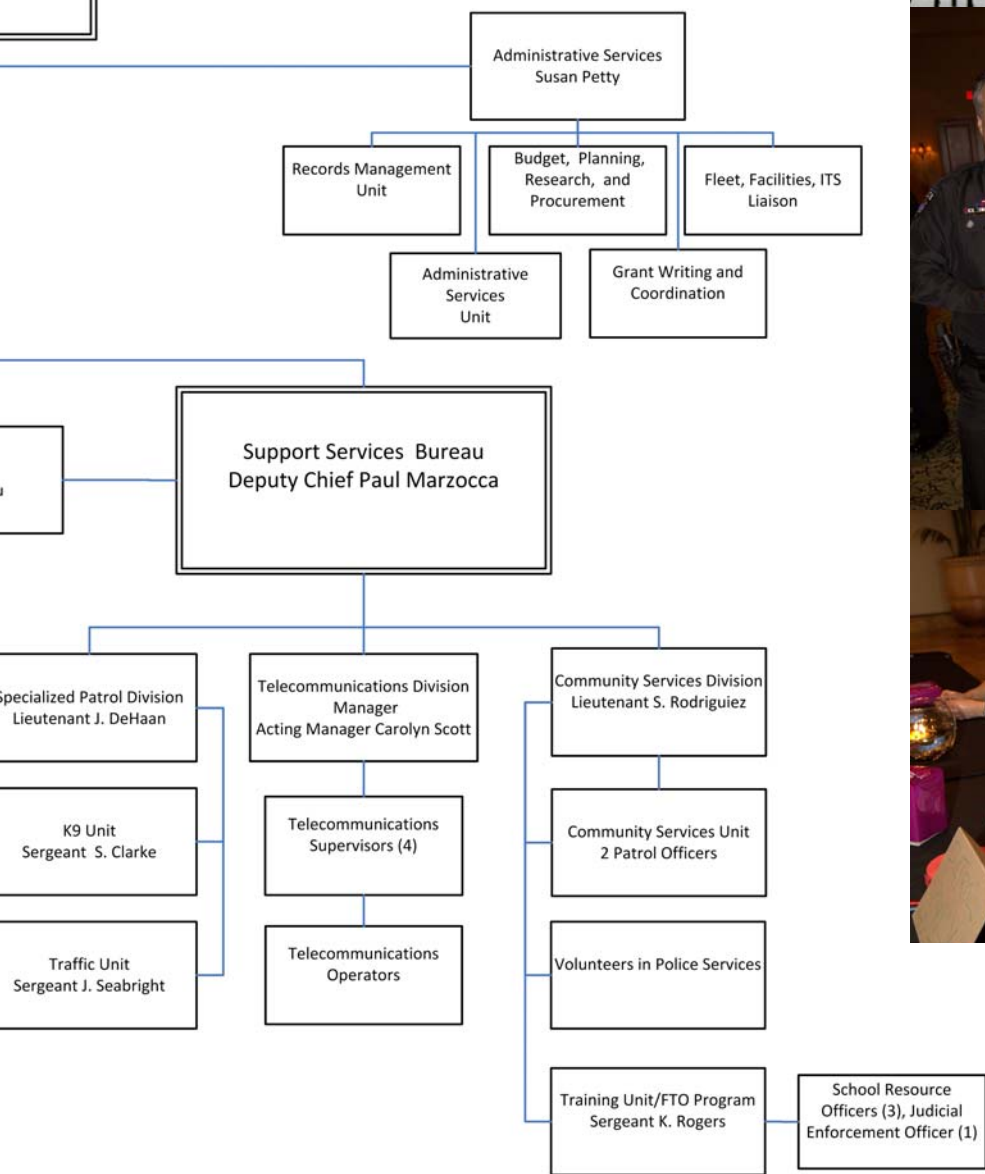 Administrative Services
Susan Petty
Records Management
Unit
Budget, Planning,
Research, and
Procurement
Fleet, Facilities, ITS
Liaison
Administrative
Services
Unit
Grant Writing and
Coordination
Support Services Bureau
Deputy Chief Paul Marzocca
Specialized Patrol Division
Lieutenant J. DeHaan
Telecommunications Division
Manager
Acting Manager Carolyn Scott
Community Services Division
Lieutenant S. Rodriguiez
K9 Unit
Sergeant S. Clarke
Telecommunications
Supervisors (4)
Community Services Unit
2 Patrol Officers
Traffic Unit
Sergeant J. Seabright
Telecommunications
Operators
Volunteers in Police Services
Training Unit/FTO Program
Sergeant K. Rogers
School Resource
Officers (3), Judicial
Enforcement Officer (1)